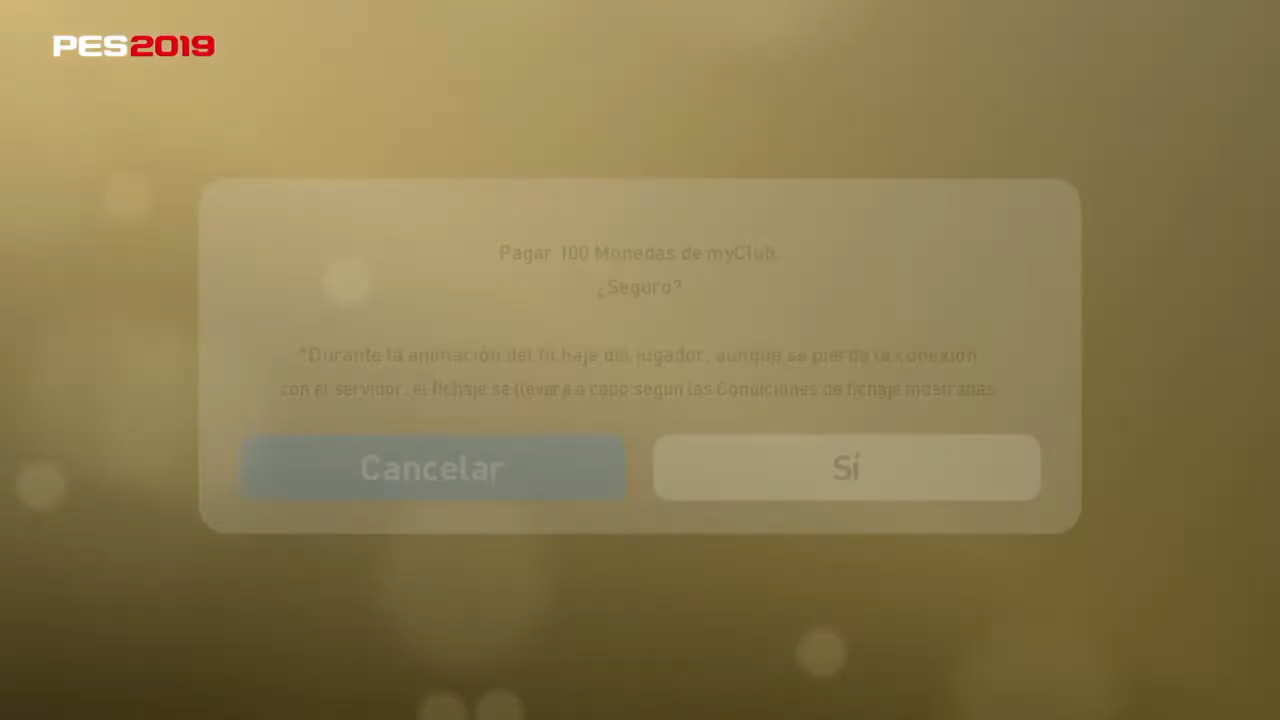 PES2019
Pagar 100 Monedas de myClub.
¿Seguro?
*Durante la animación del fichaje del jugador, aunque se pierda la conexión
con el servidor, el fichaje se llevará a cabo según las Condiciones de fichaje mostradas.
Cancelar
Sí